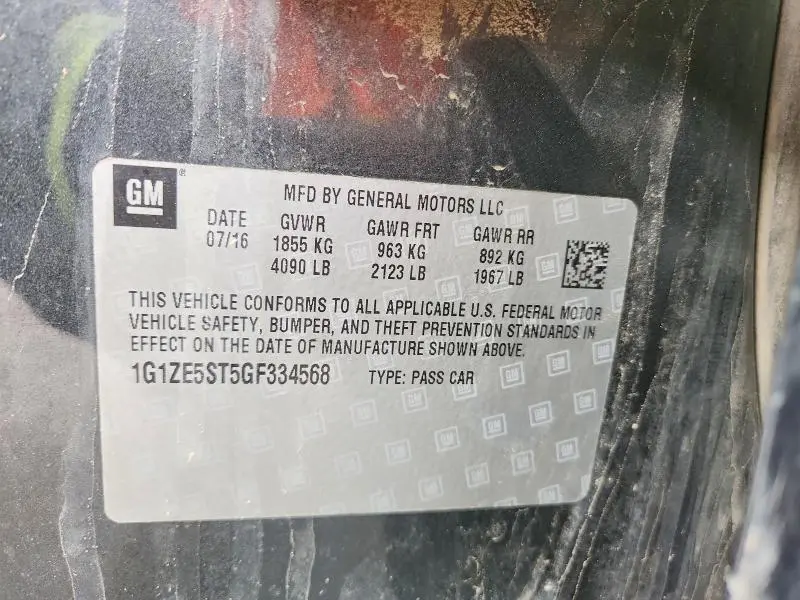 GM ®
MFD BY GENERAL MOTORS LLC
DATE GVWR GAWR FRT GAWR RR
07/16 1855 KG 963 KG 892 KG
4090 LB 2123 LB 1967 LB
THIS VEHICLE CONFORMS TO ALL APPLICABLE U.S. FEDERAL MOTOR
VEHICLE SAFETY, BUMPER, AND THEFT PREVENTION STANDARDS IN
EFFECT ON THE DATE OF MANUFACTURE SHOWN ABOVE.
1G1ZE5ST5GF334568 TYPE: PASS CAR